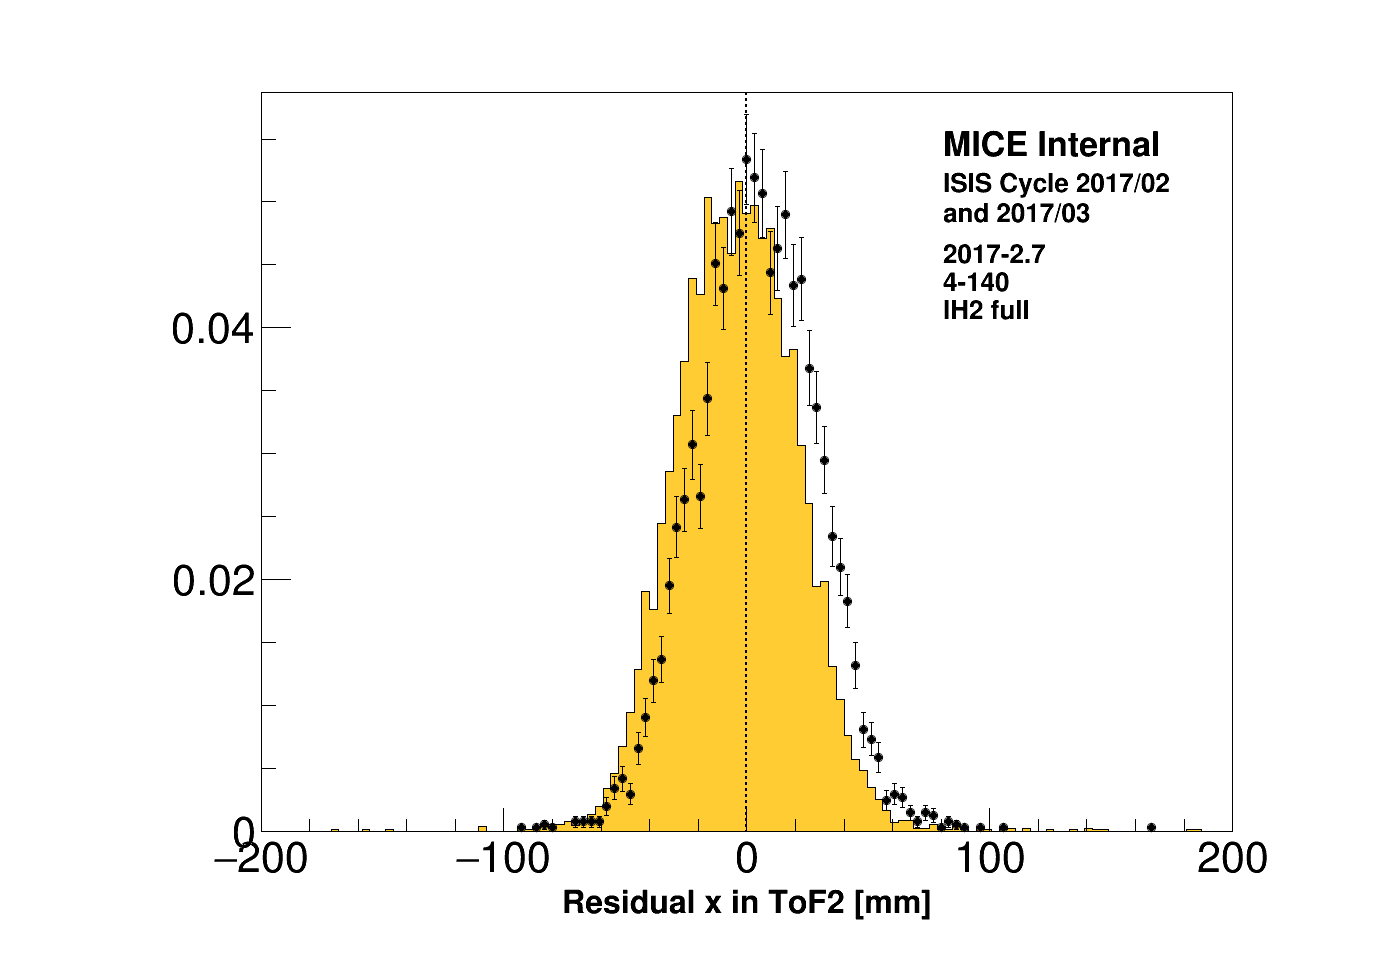 MICE Internal
ISIS Cycle 2017/02
and 2017/03
2017-2.7
4-140
IH2 full
0.04
0.02
0
−200 −100 0 100 200
Residual x in ToF2 [mm]